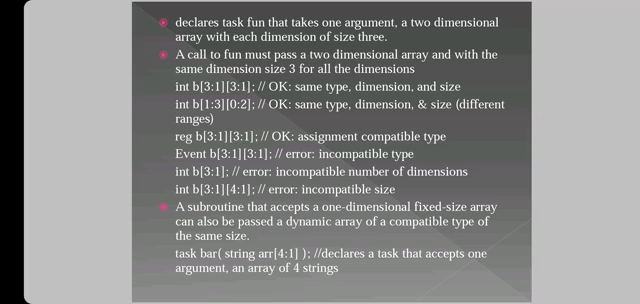 declares task fun that takes one argument, a two dimensional
array with each dimension of size three.
A call to fun must pass a two dimensional array and with the
same dimension size 3 for all the dimensions
int b[3:1][3:1]; // OK: same type, dimension, and size
int b[1:3][0:2]; // OK: same type, dimension, & size (different
ranges)
reg b[3:1][3:1]; // OK: assignment compatible type
Event b[3:1][3:1]; // error: incompatible type
int b[3:1]; // error: incompatible number of dimensions
int b[3:1][4:1]; // error: incompatible size
A subroutine that accepts a one-dimensional fixed-size array
can also be passed a dynamic array of a compatible type of
the same size.
task bar( string arr[4:1] ); //declares a task that accepts one
argument, an array of 4 strings